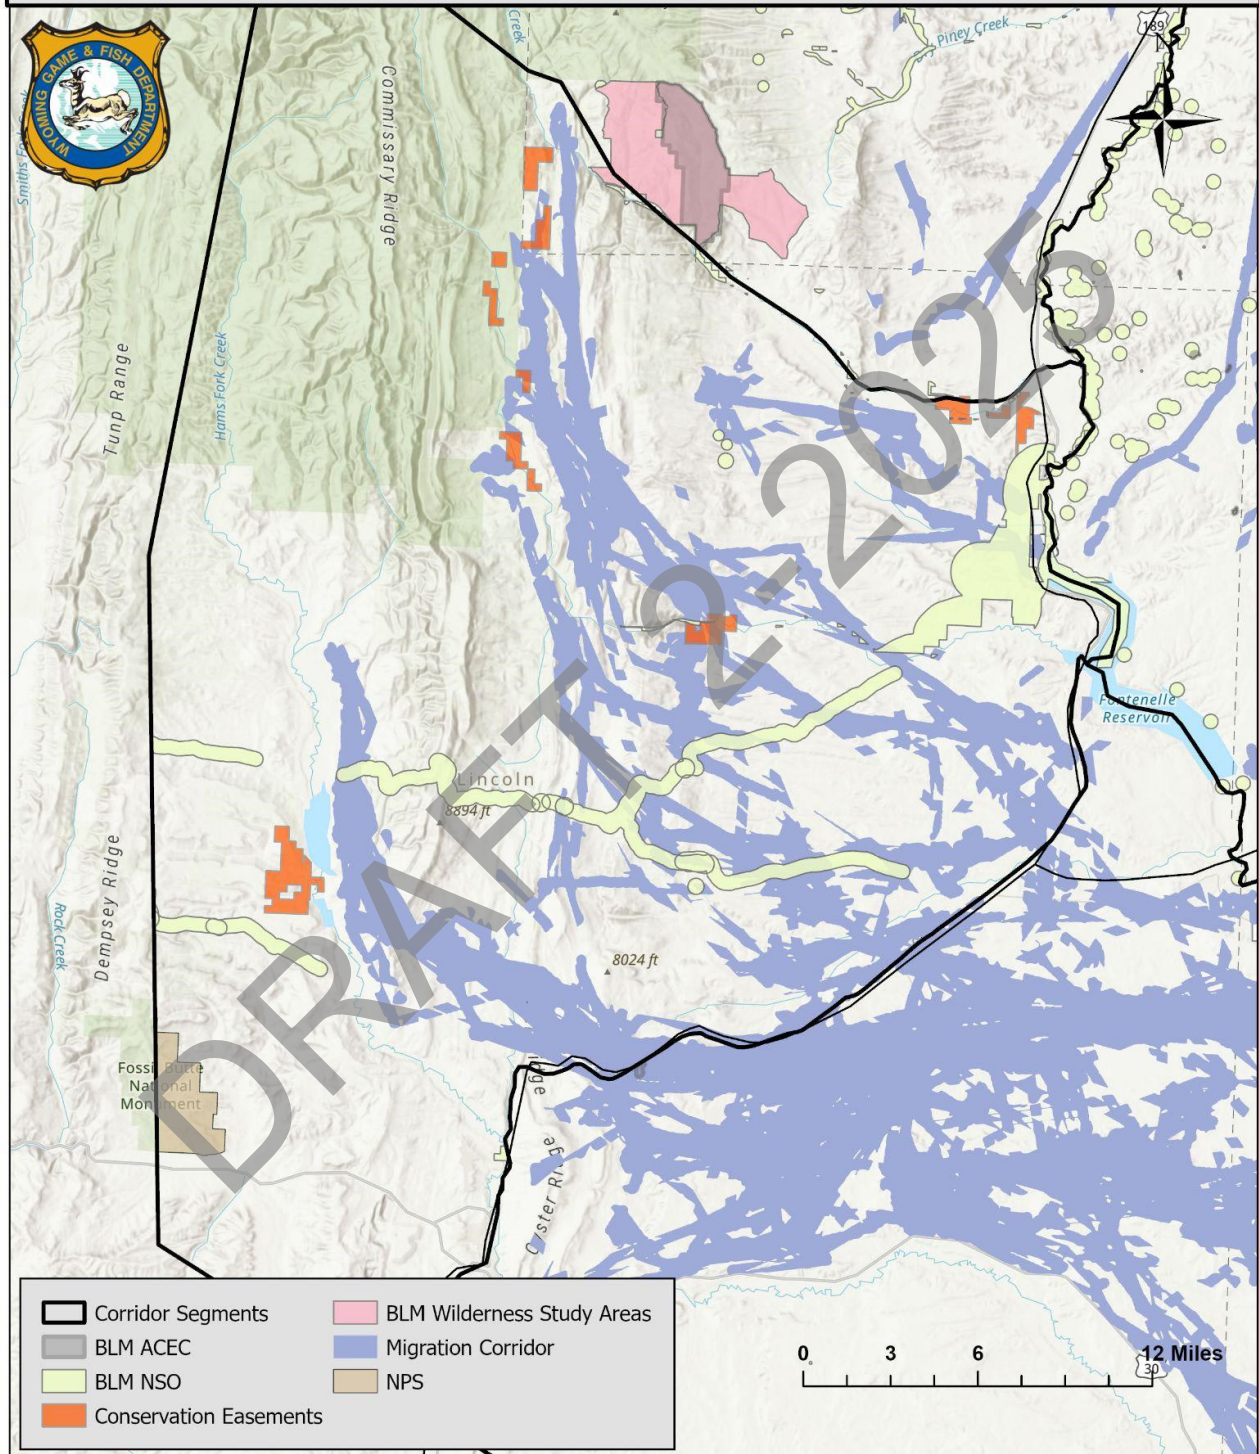 WYOMING GAME & FISH DEPARTMENT
Creek
Piney Creek
189
Commissary Ridge
Tunp Range
Hams Fork Creek
Fontenelle
Reservoir
Lincoln
8894 ft
Dempsey Ridge
Rock Creek
8024 ft
Fossil Butte
National
Monument
Oyster Ridge
DRAFT 2-2025
Corridor Segments
BLM ACEC
BLM NSO
Conservation Easements
BLM Wilderness Study Areas
Migration Corridor
NPS
0 3 6 12 Miles
30